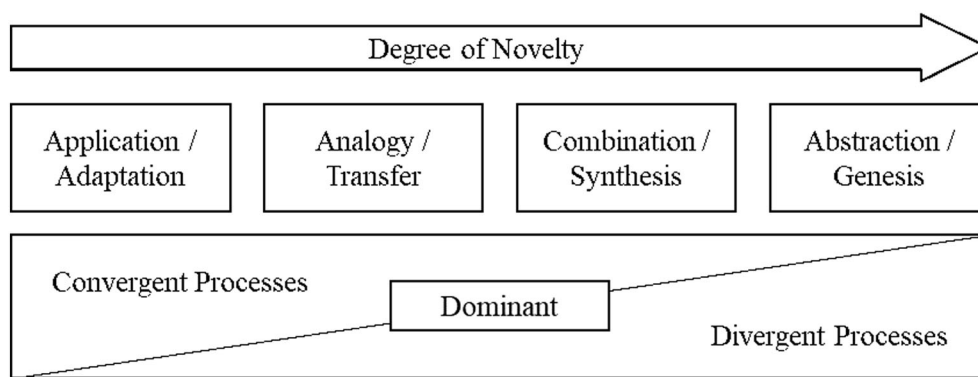 Degree of Novelty
Application /
Adaptation
Analogy /
Transfer
Combination /
Synthesis
Abstraction /
Genesis
Convergent Processes
Dominant
Divergent Processes